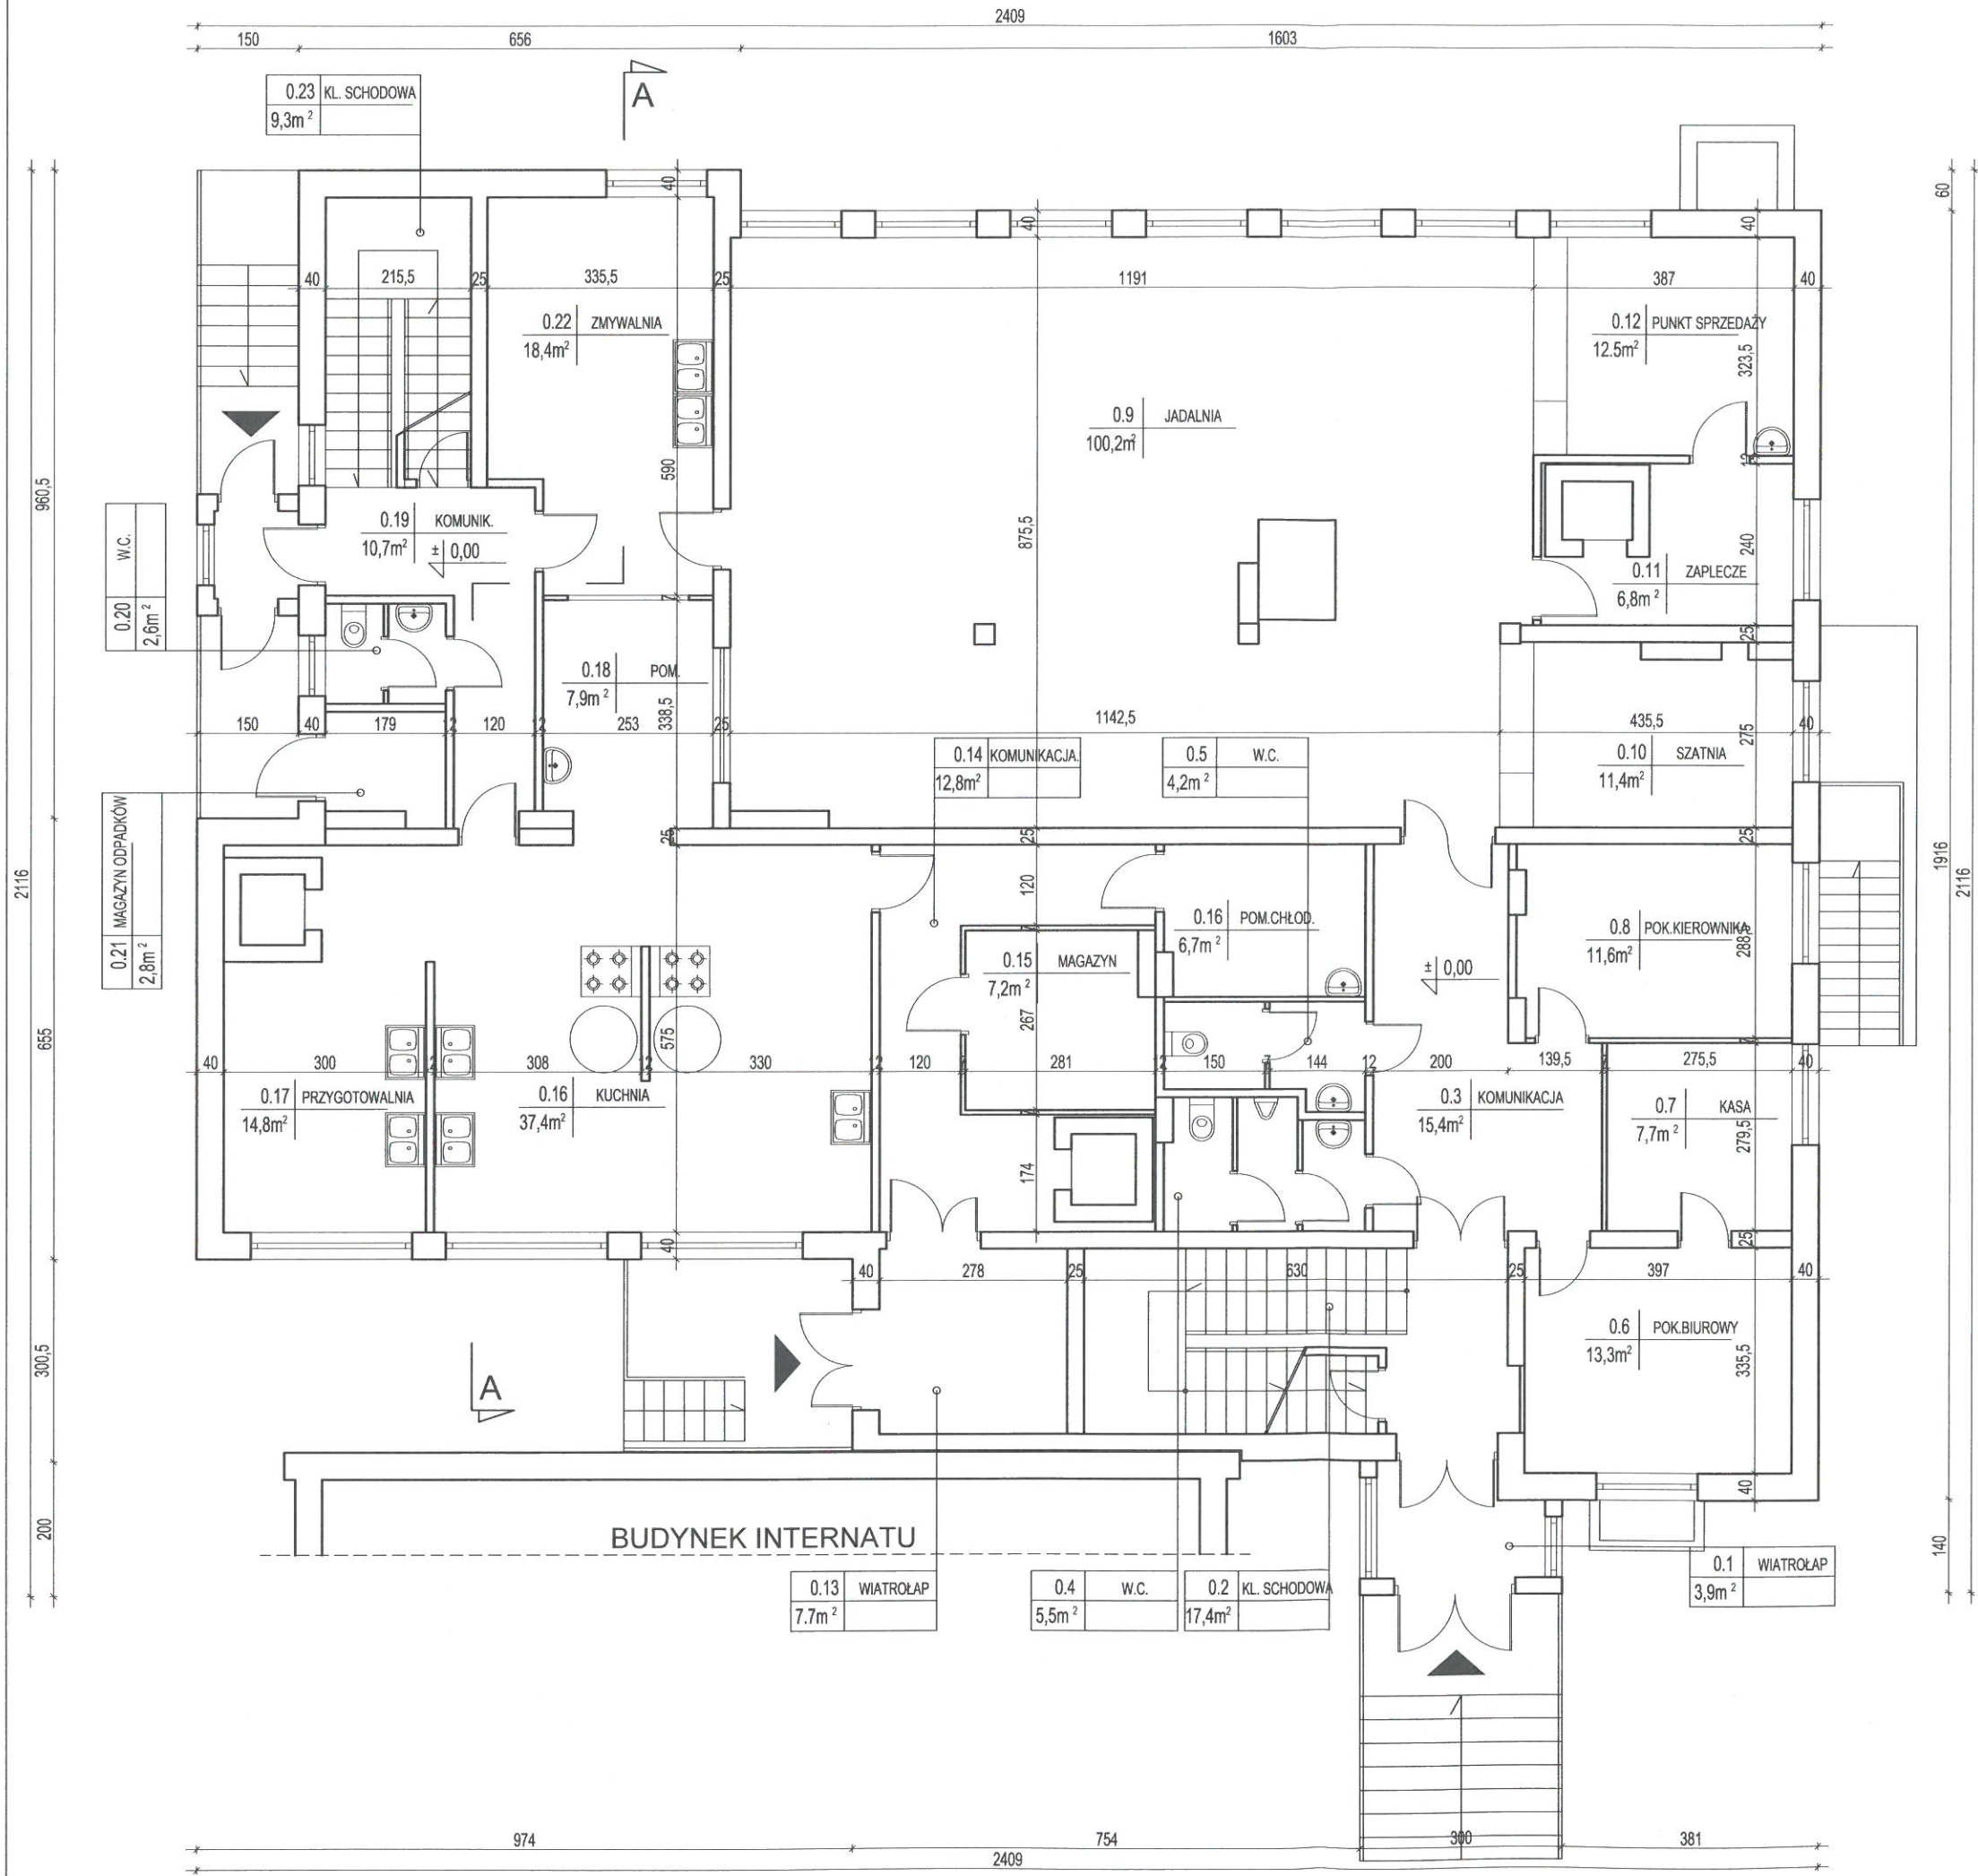 2409
150 656 1603
A
0.23 KL. SCHODOWA
9,3m²
40
60
40
40
40 215,5 25 335,5 25 1191 387 40
0.22 ZMYWALNIA
18,4m²
0.12 PUNKT SPRZEDAŻY
12.5m²
323,5
0.9 JADALNIA
100,2m²
590
12
960,5
875,5
240
0.20 W.C.
2,6m²
0.19 KOMUNIK.
10,7m²
± 0,00
0.11 ZAPLECZE
6,8m²
7
25
0.18 POM.
7,9m²
338,5
150 40 179 12 120 12 253 25 1142,5 435,5 40
275
0.10 SZATNIA
11,4m²
0.14 KOMUNIKACJA.
12,8m²
0.5 W.C.
4,2m²
0.21 MAGAZYN ODPADKÓW
2,8m²
25
25
25
2116
1916
2116
120
0.16 POM.CHŁOD.
6,7m²
0.8 POK.KIEROWNIKA
11,6m²
0.15 MAGAZYN
7,2m²
± 0,00
267
655
575
40 300 12 308 12 330 12 120 7 281 12 150 7 144 12 200 139,5 12 275,5 40
0.17 PRZYGOTOWALNIA
14,8m²
0.16 KUCHNIA
37,4m²
0.3 KOMUNIKACJA
15,4m²
0.7 KASA
7,7m²
279,5
174
40
25
40 278 25 630 25 397 40
0.6 POK.BIUROWY
13,3m²
335,5
300,5
A
40
200
140
BUDYNEK INTERNATU
0.13 WIATROŁAP
7.7m²
0.4 W.C.
5,5m²
0.2 KL. SCHODOWA
17,4m²
0.1 WIATROŁAP
3,9m²
974 754 300 381
2409